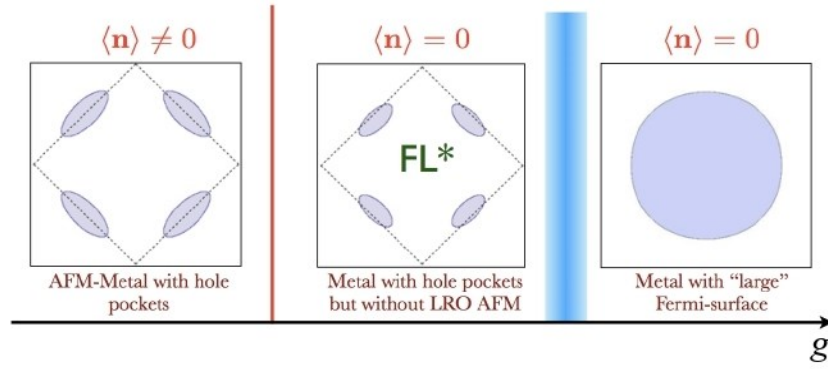 ⟨n⟩ ≠ 0
⟨n⟩ = 0
⟨n⟩ = 0
FL*
AFM-Metal with hole
pockets
Metal with hole pockets
but without LRO AFM
Metal with “large”
Fermi-surface
g